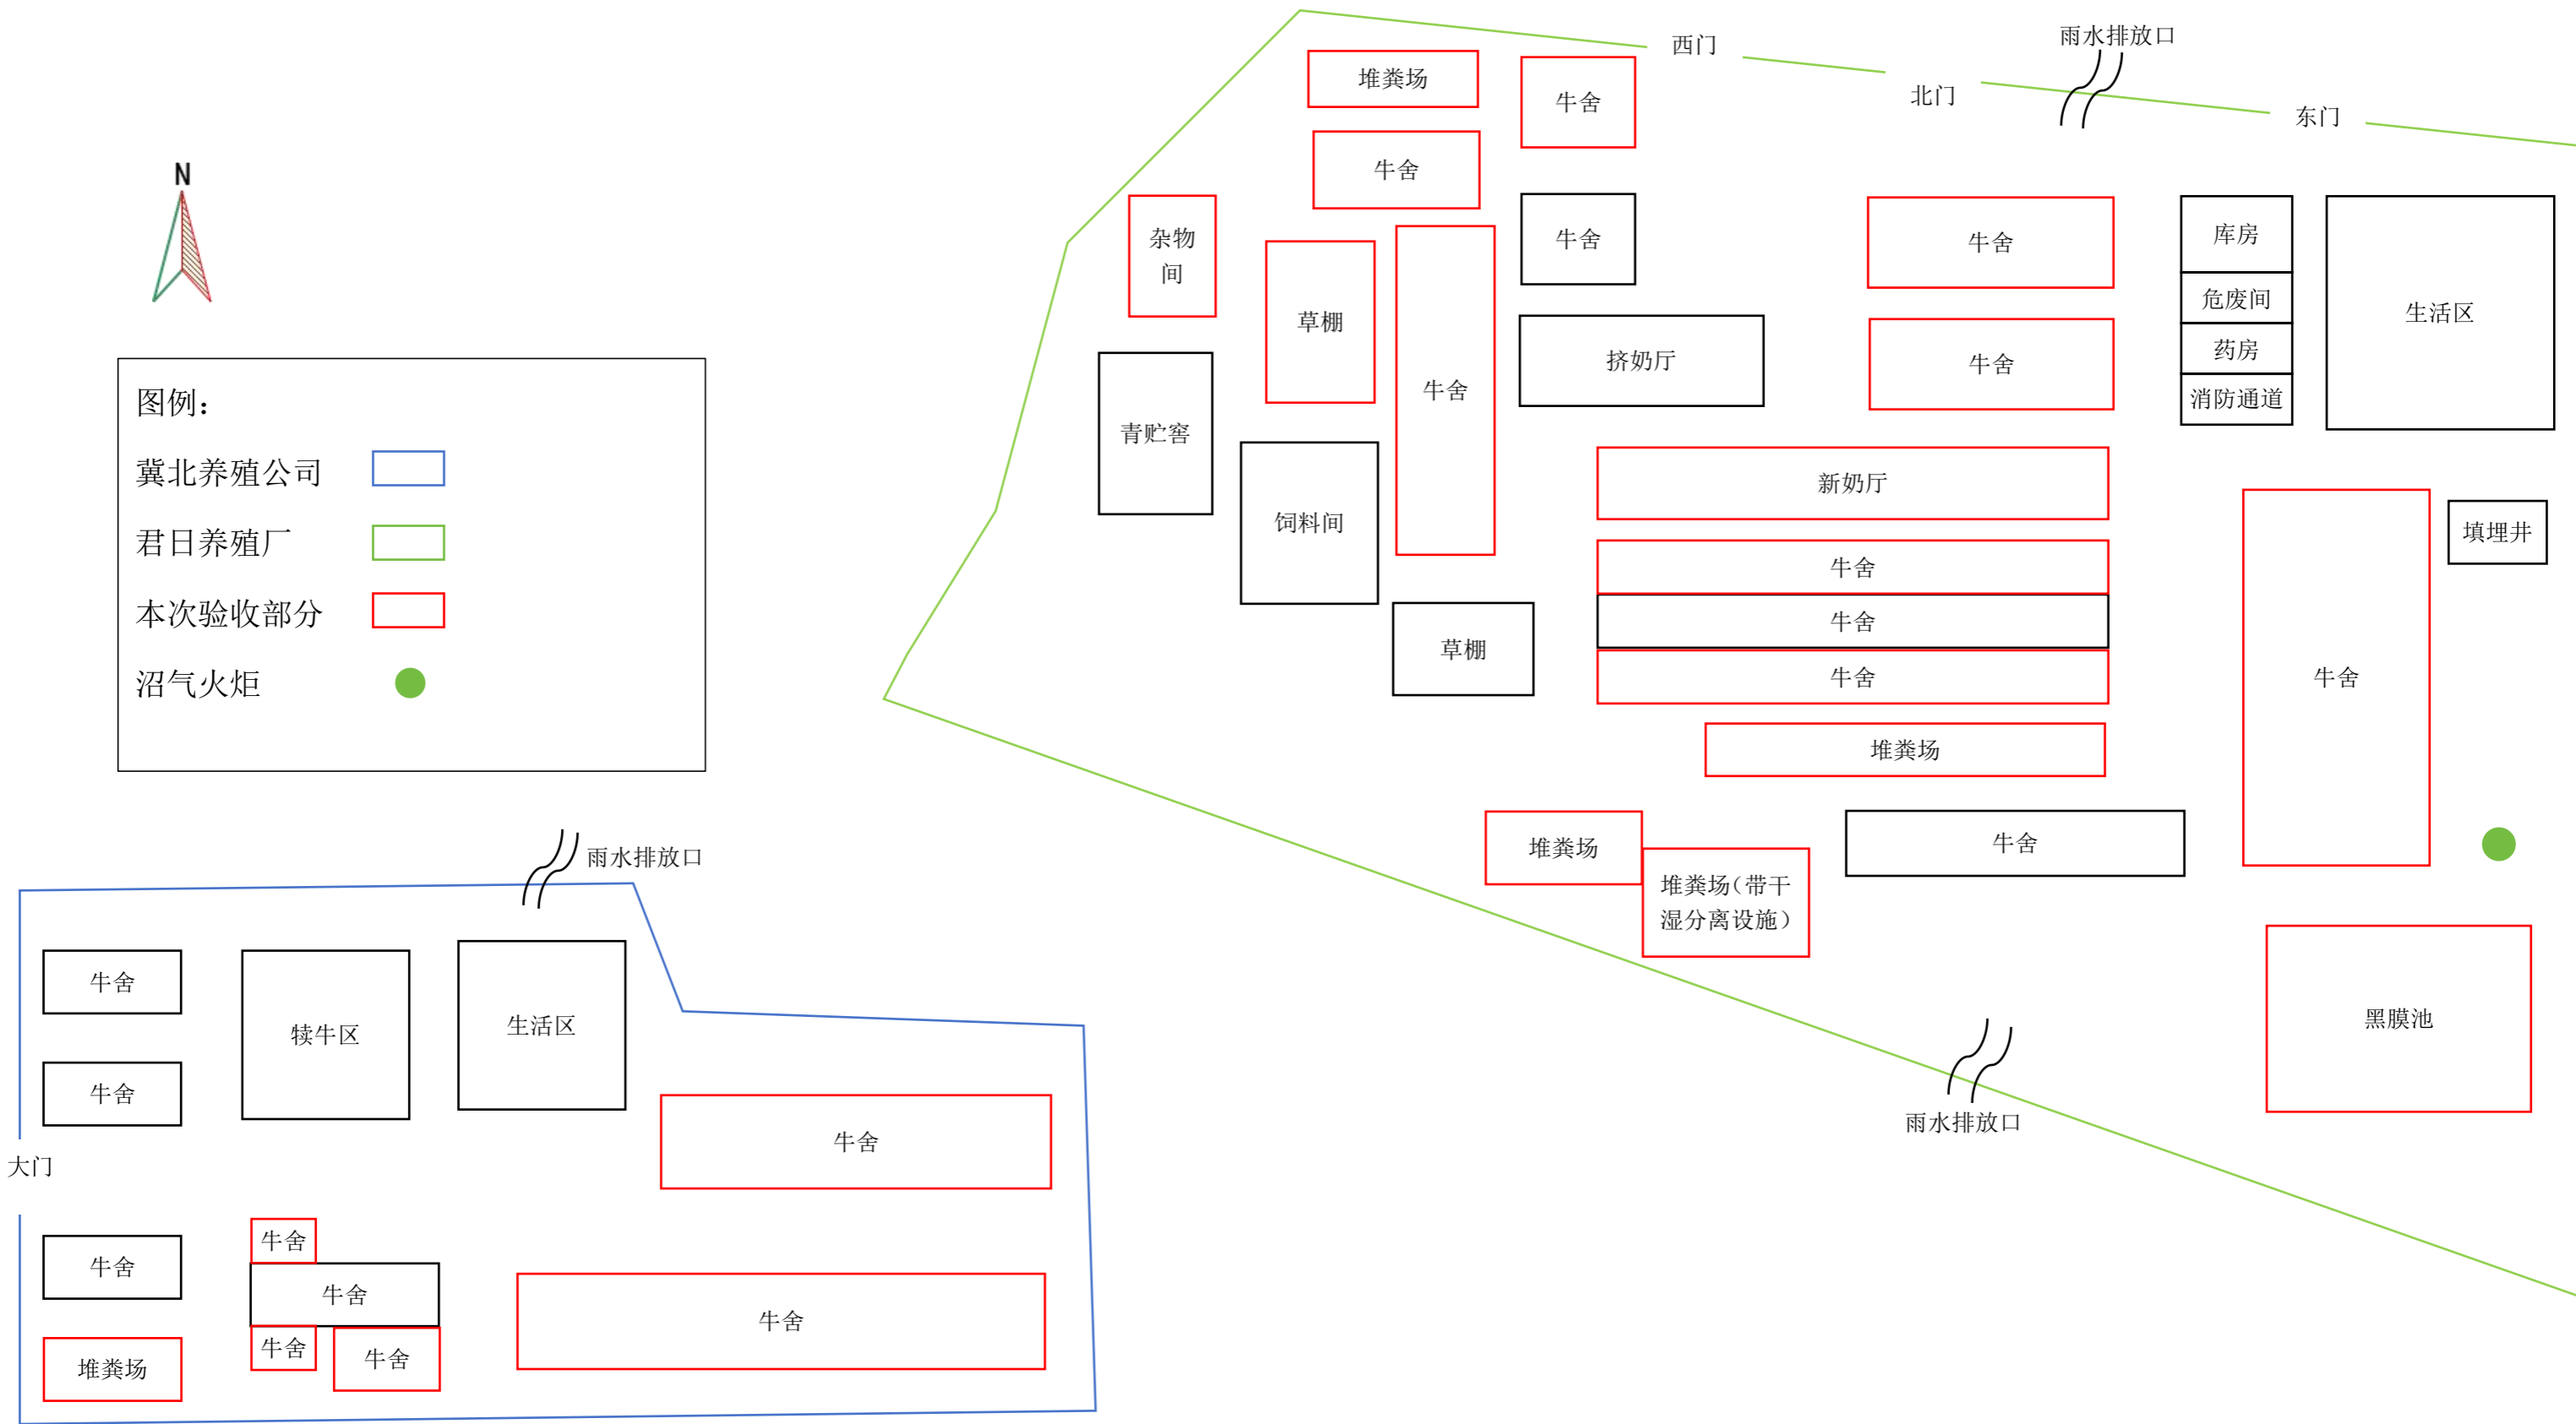 N
图例：
冀北养殖公司
君日养殖厂
本次验收部分
沼气火炬
西门
北门
雨水排放口
东门
堆粪场
牛舍
牛舍
杂物
间
草棚
牛舍
牛舍
牛舍
库房
危废间
药房
消防通道
生活区
挤奶厅
牛舍
青贮窖
饲料间
新奶厅
填埋井
牛舍
牛舍
牛舍
草棚
牛舍
堆粪场
堆粪场
堆粪场（带干
湿分离设施）
牛舍
黑膜池
雨水排放口
雨水排放口
牛舍
犊牛区
生活区
牛舍
大门
牛舍
牛舍
牛舍
牛舍
牛舍
牛舍
堆粪场
牛舍
牛舍